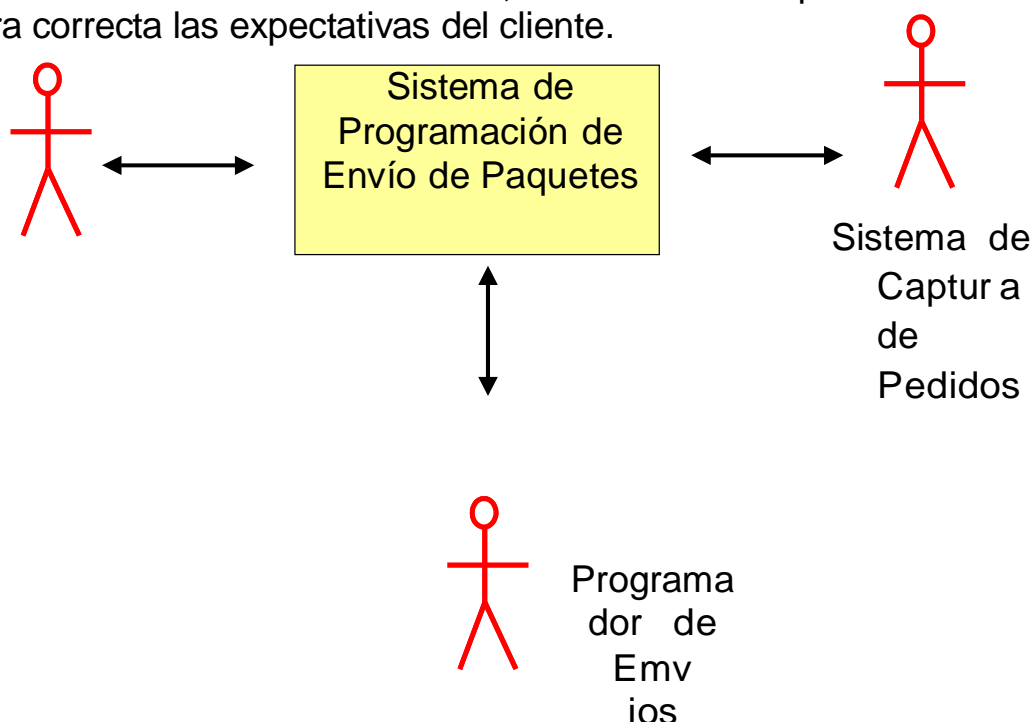 ra correcta las expectativas del cliente.
Sistema de
Programación de
Envío de Paquetes
Sistema de
Captur a
de
Pedidos
Programa
dor de
Emv
ios